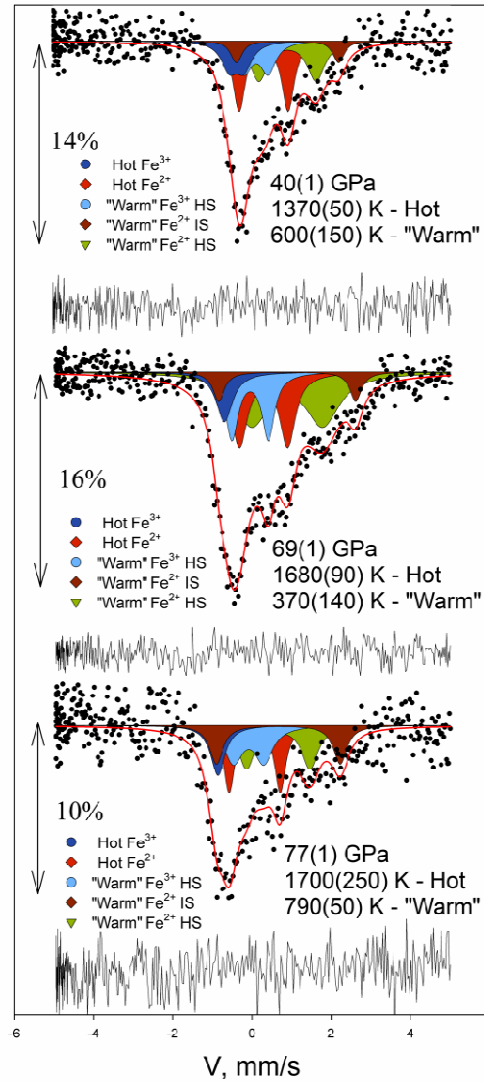 14%
Hot Fe³⁺
Hot Fe²⁺
"Warm" Fe³⁺ HS
"Warm" Fe²⁺ IS
"Warm" Fe²⁺ HS
40(1) GPa
1370(50) K - Hot
600(150) K - "Warm"
16%
Hot Fe³⁺
Hot Fe²⁺
"Warm" Fe³⁺ HS
"Warm" Fe²⁺ IS
"Warm" Fe²⁺ HS
69(1) GPa
1680(90) K - Hot
370(140) K - "Warm"
10%
Hot Fe³⁺
Hot Fe²⁺
"Warm" Fe³⁺ HS
"Warm" Fe²⁺ IS
"Warm" Fe²⁺ HS
77(1) GPa
1700(250) K - Hot
790(50) K - "Warm"
-6 -4 -2 0 2 4
V, mm/s